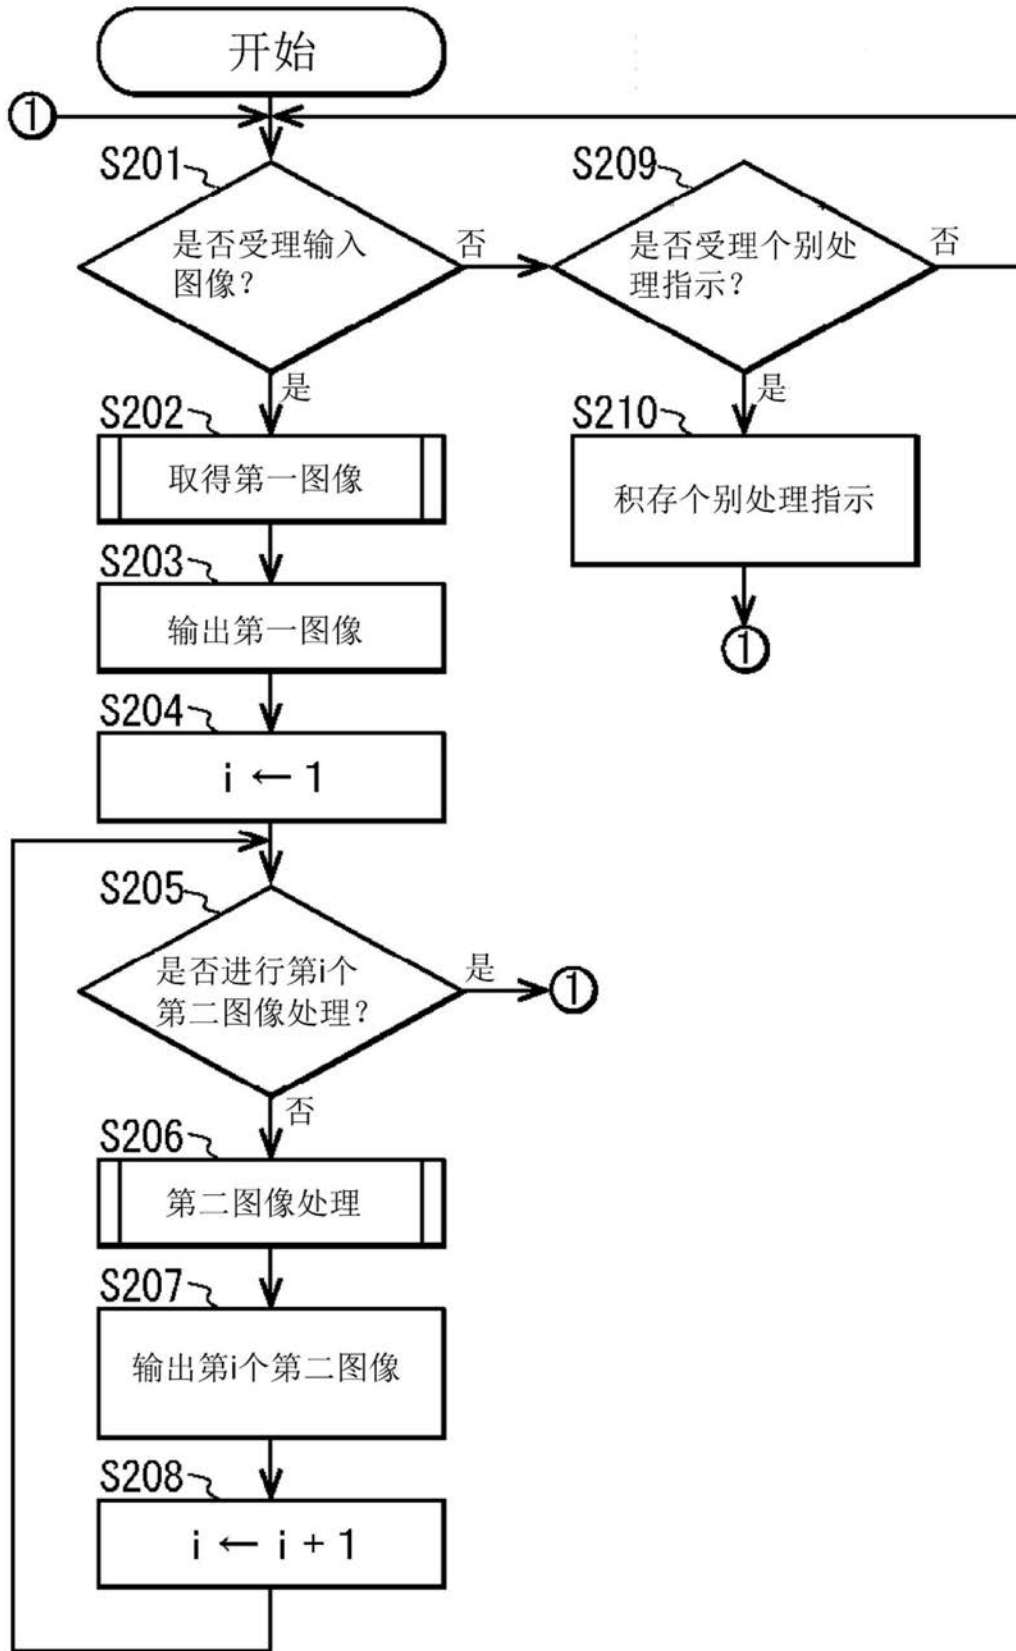 开始
①
S201
是否受理输入
图像?
否
是
S209
是否受理个别处
理指示?
否
是
S202
取得第一图像
S210
积存个别处理指示
①
S203
输出第一图像
S204
i ← 1
S205
是否进行第i个
第二图像处理?
是
①
否
S206
第二图像处理
S207
输出第i个第二图像
S208
i ← i + 1